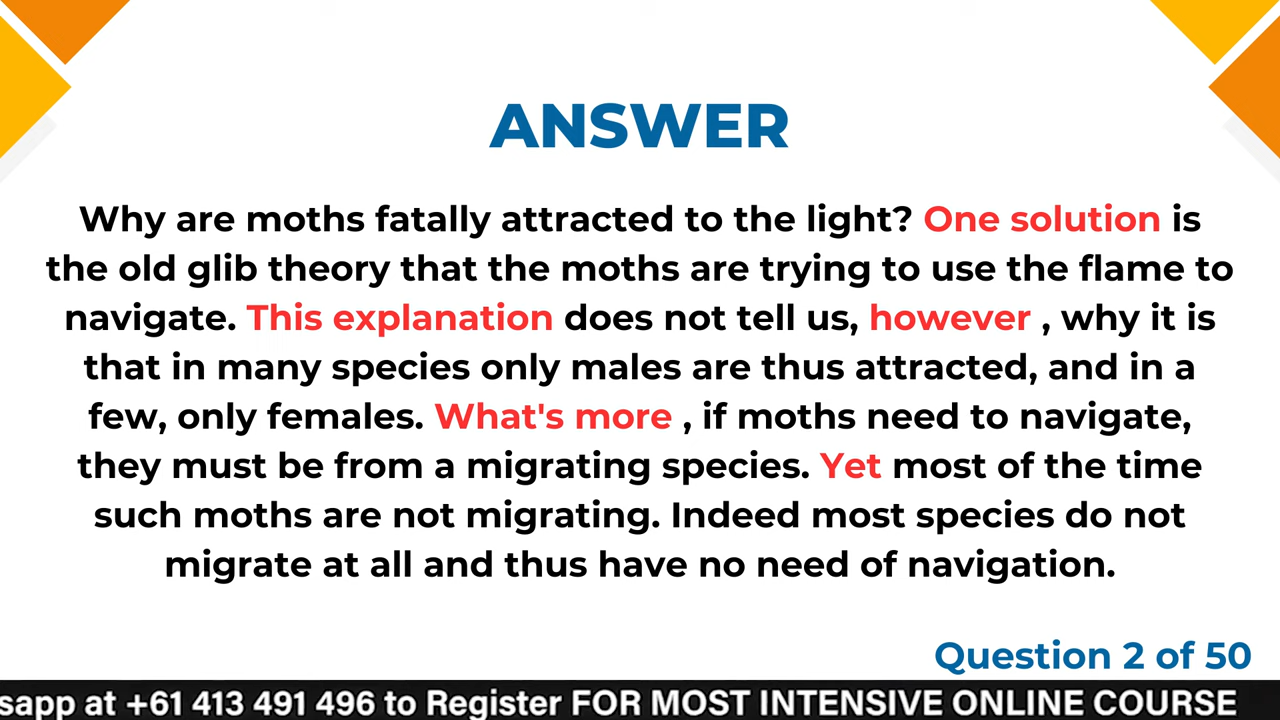 ANSWER
Why are moths fatally attracted to the light? One solution is
the old glib theory that the moths are trying to use the flame to
navigate. This explanation does not tell us, however , why it is
that in many species only males are thus attracted, and in a
few, only females. What's more , if moths need to navigate,
they must be from a migrating species. Yet most of the time
such moths are not migrating. Indeed most species do not
migrate at all and thus have no need of navigation.
Question 2 of 50
sapp at +61 413 491 496 to Register FOR MOST INTENSIVE ONLINE COURSE